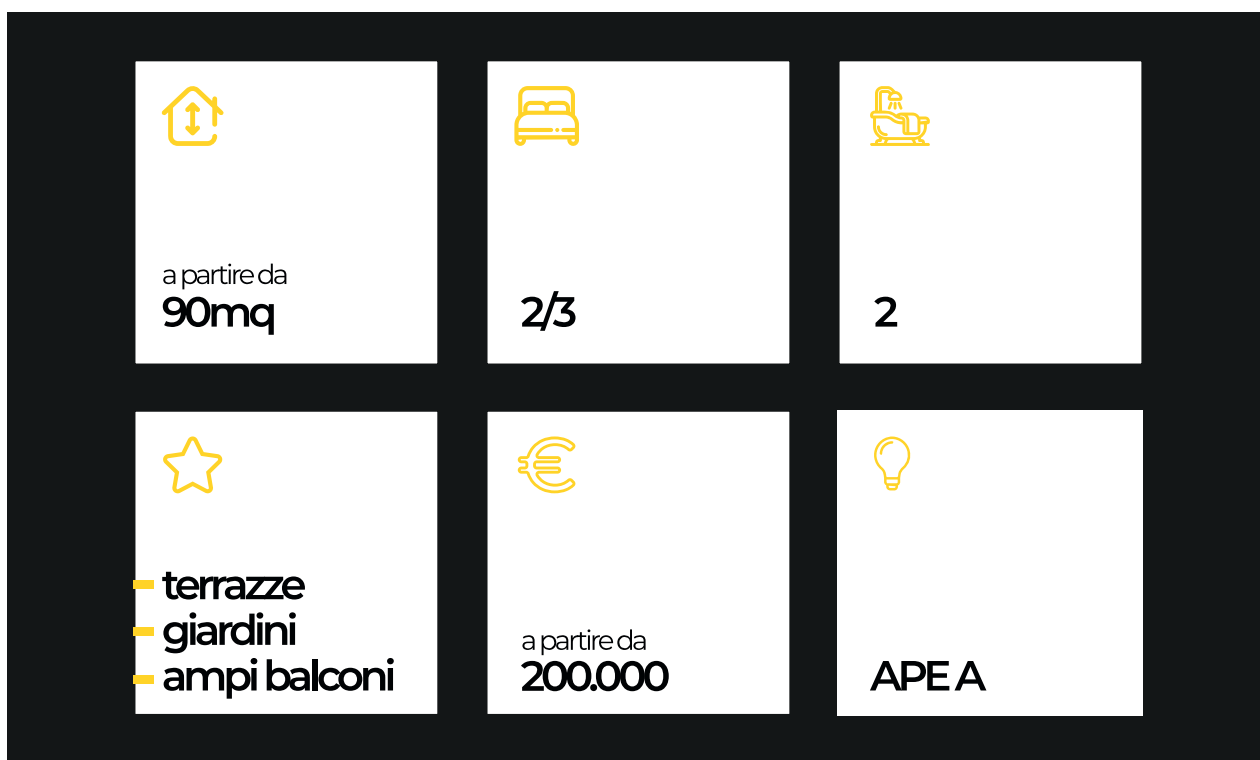 a partire da
90mq
2/3
2
terrazze
giardini
ampi balconi
a partire da
200.000
APE A